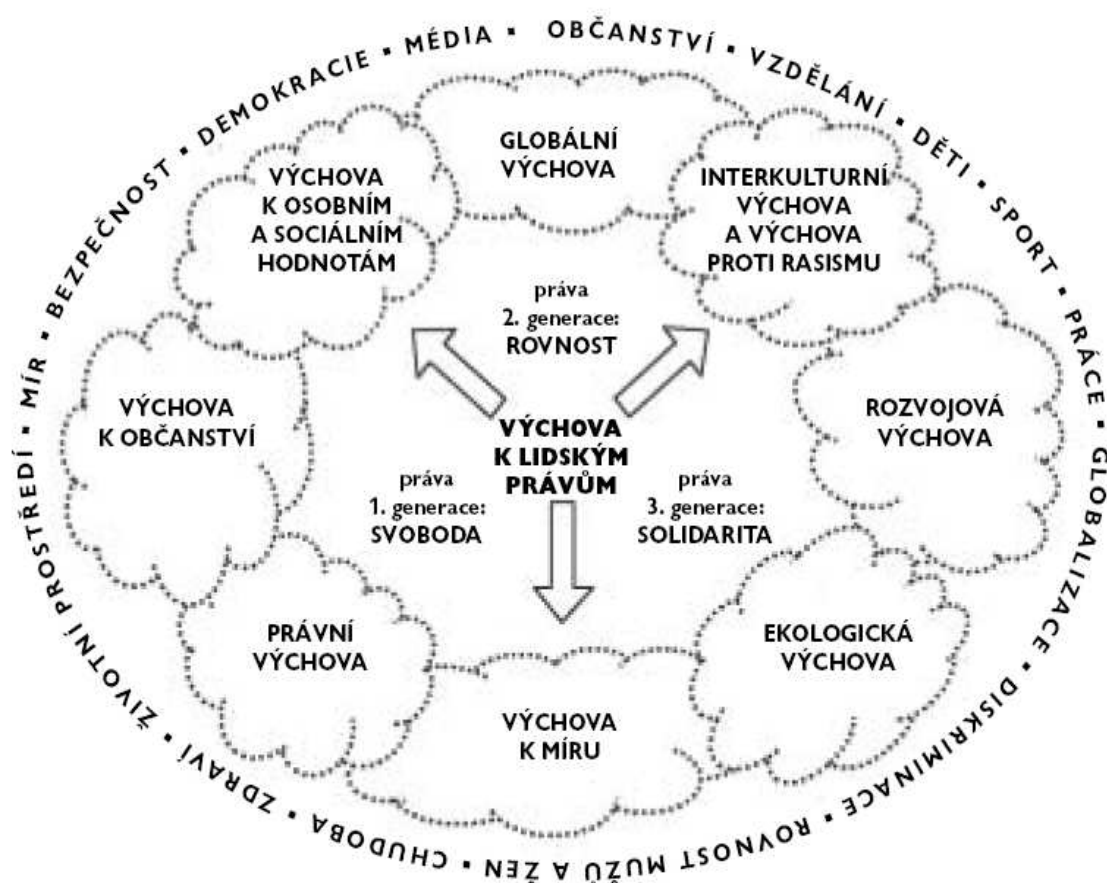 OBČANSTVÍ ▪ VZDĚLÁNÍ ▪ DĚTI ▪ SPORT ▪ PRÁCE ▪ GLOBALIZACE ▪ DISKRIMINACE ▪ ROVNOST MUŽŮ A ŽEN ▪ CHUDOBA ▪ ZDRAVÍ ▪ ŽIVOTNÍ PROSTŘEDÍ ▪ MÍR ▪ BEZPEČNOST ▪ DEMOKRACIE ▪ MÉDIA ▪
GLOBÁLNÍ
VÝCHOVA
VÝCHOVA
K OSOBNÍM
A SOCIÁLNÍM
HODNOTÁM
INTERKULTURNÍ
VÝCHOVA
A VÝCHOVA
PROTI RASISMU
práva
2. generace:
ROVNOST
VÝCHOVA
K OBČANSTVÍ
ROZVOJOVÁ
VÝCHOVA
VÝCHOVA
K LIDSKÝM
PRÁVŮM
práva
1. generace:
SVOBODA
práva
3. generace:
SOLIDARITA
PRÁVNÍ
VÝCHOVA
EKOLOGICKÁ
VÝCHOVA
VÝCHOVA
K MÍRU